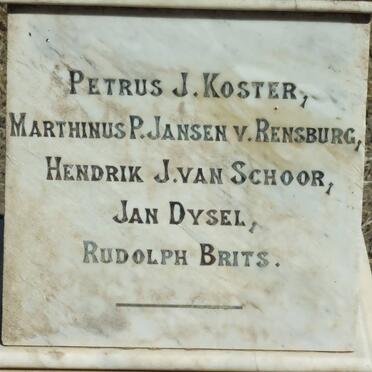 PETRUS J. KOSTER,
MARTHINUS P. JANSEN V. RENSBURG,
HENDRIK J. VAN SCHOOR,
JAN DYSEL,
RUDOLPH BRITS.